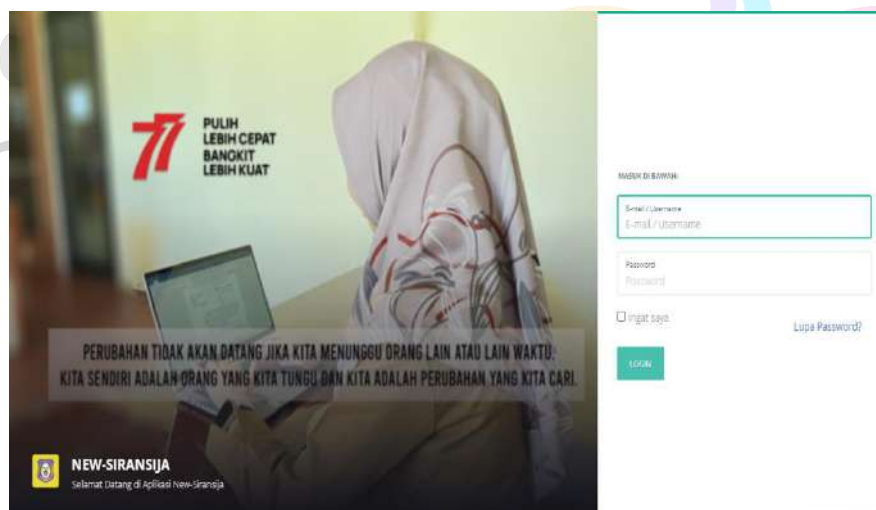 77
PULIH
LEBIH CEPAT
BANGKIT
LEBIH KUAT
PERUBAHAN TIDAK AKAN DATANG JIKA KITA MENUNGGU ORANG LAIN ATAU LAIN WAKTU.
KITA SENDIRI ADALAH ORANG YANG KITA TUNGU DAN KITA ADALAH PERUBAHAN YANG KITA CARI.
NEW-SIRANSIJA
Selamat Datang di Aplikasi New-Siransija
MASUK DI BAWAH:
E-mail / Username
E-mail / Username
Password
Password
Ingat saya
Lupa Password?
LOGIN